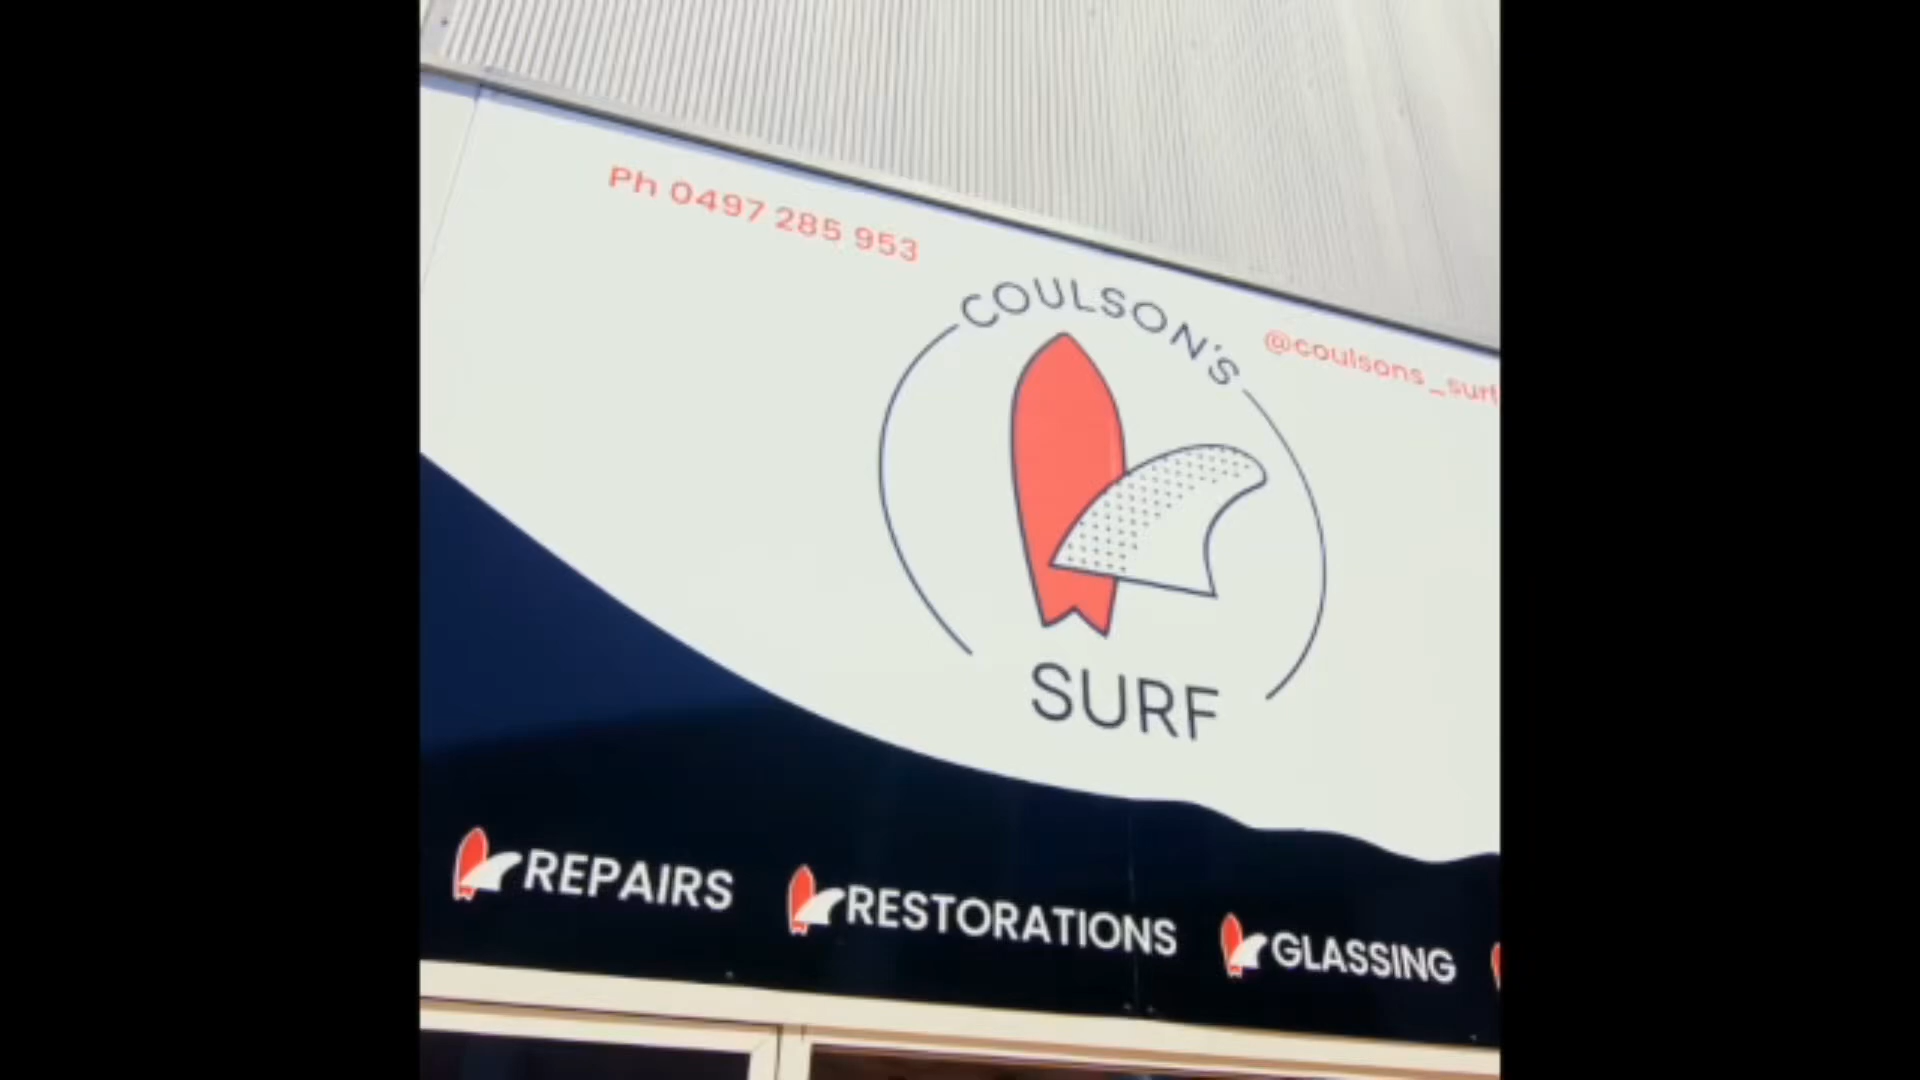 Ph 0497 285 953
COULSON'S
@coulsons_surf
SURF
REPAIRS
RESTORATIONS
GLASSING